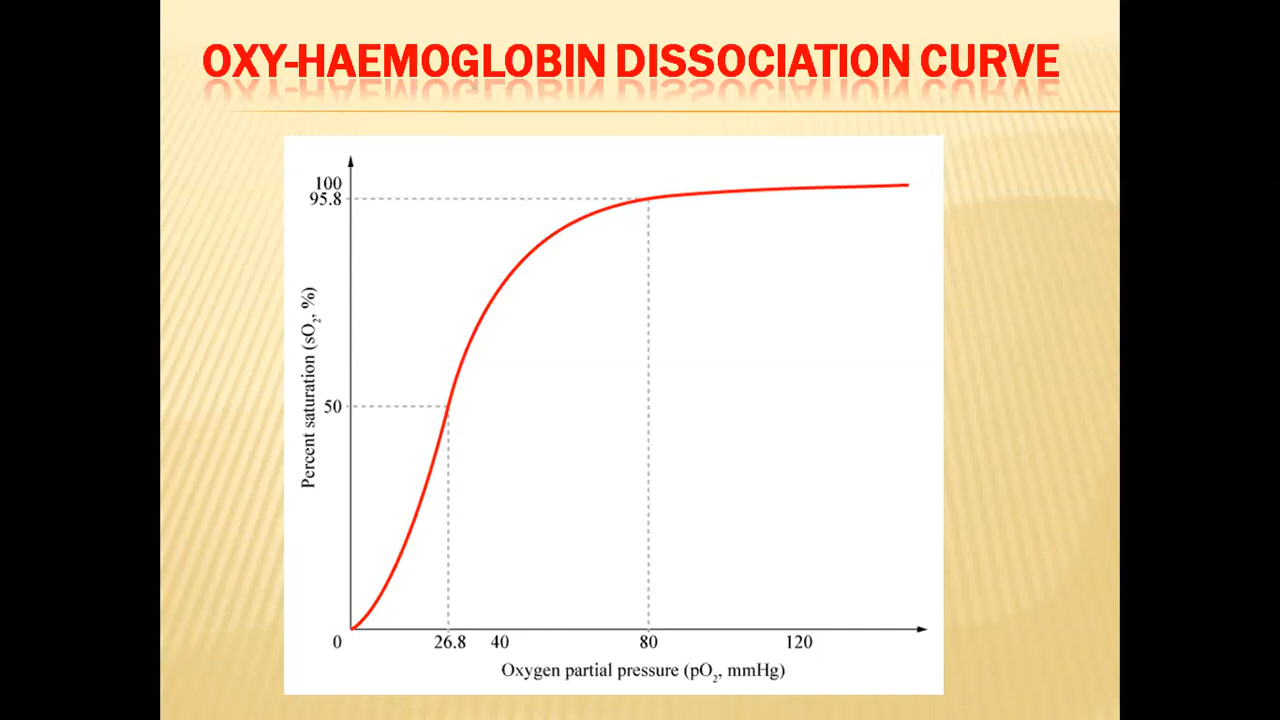 OXY-HAEMOGLOBIN DISSOCIATION CURVE
100
95.8
50
Percent saturation (sO₂, %)
0 26.8 40 80 120
Oxygen partial pressure (pO₂, mmHg)